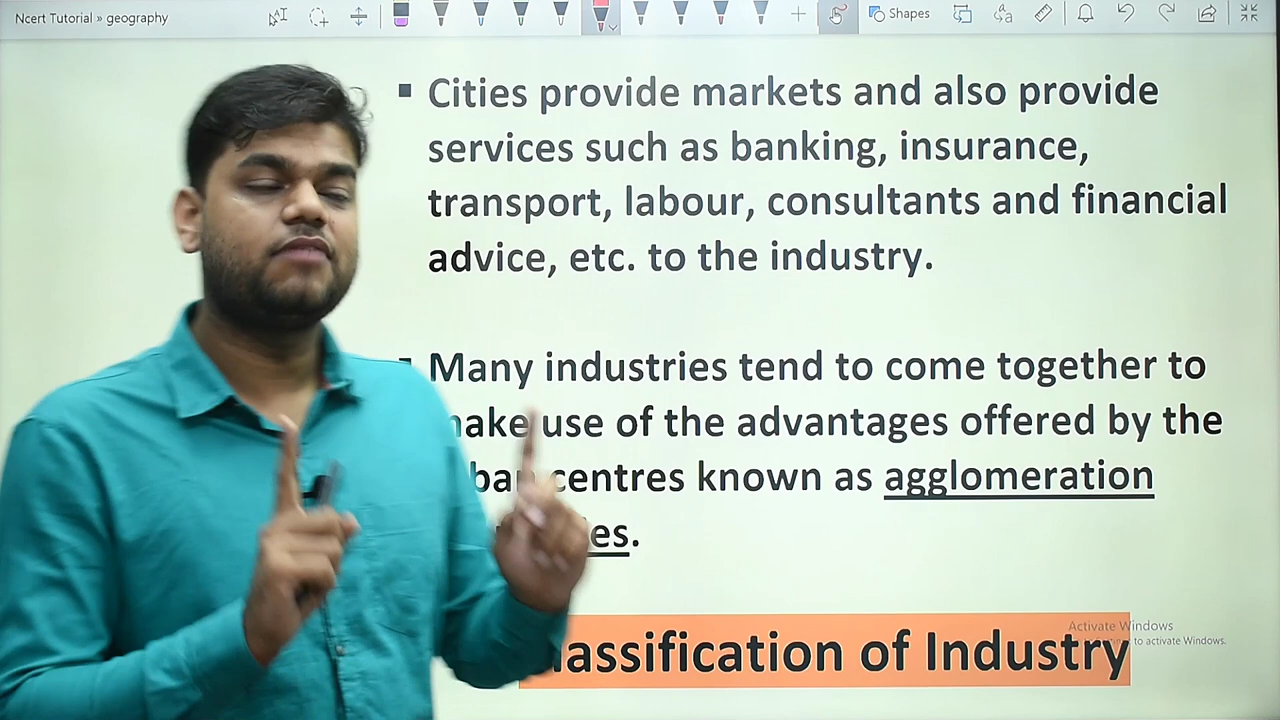 Ncert Tutorial » geography
Shapes
▪ Cities provide markets and also provide
services such as banking, insurance,
transport, labour, consultants and financial
advice, etc. to the industry.
Many industries tend to come together to
use of the advantages offered by the
centres known as agglomeration
Classification of Industry
Activate Windows
to activate Windows.